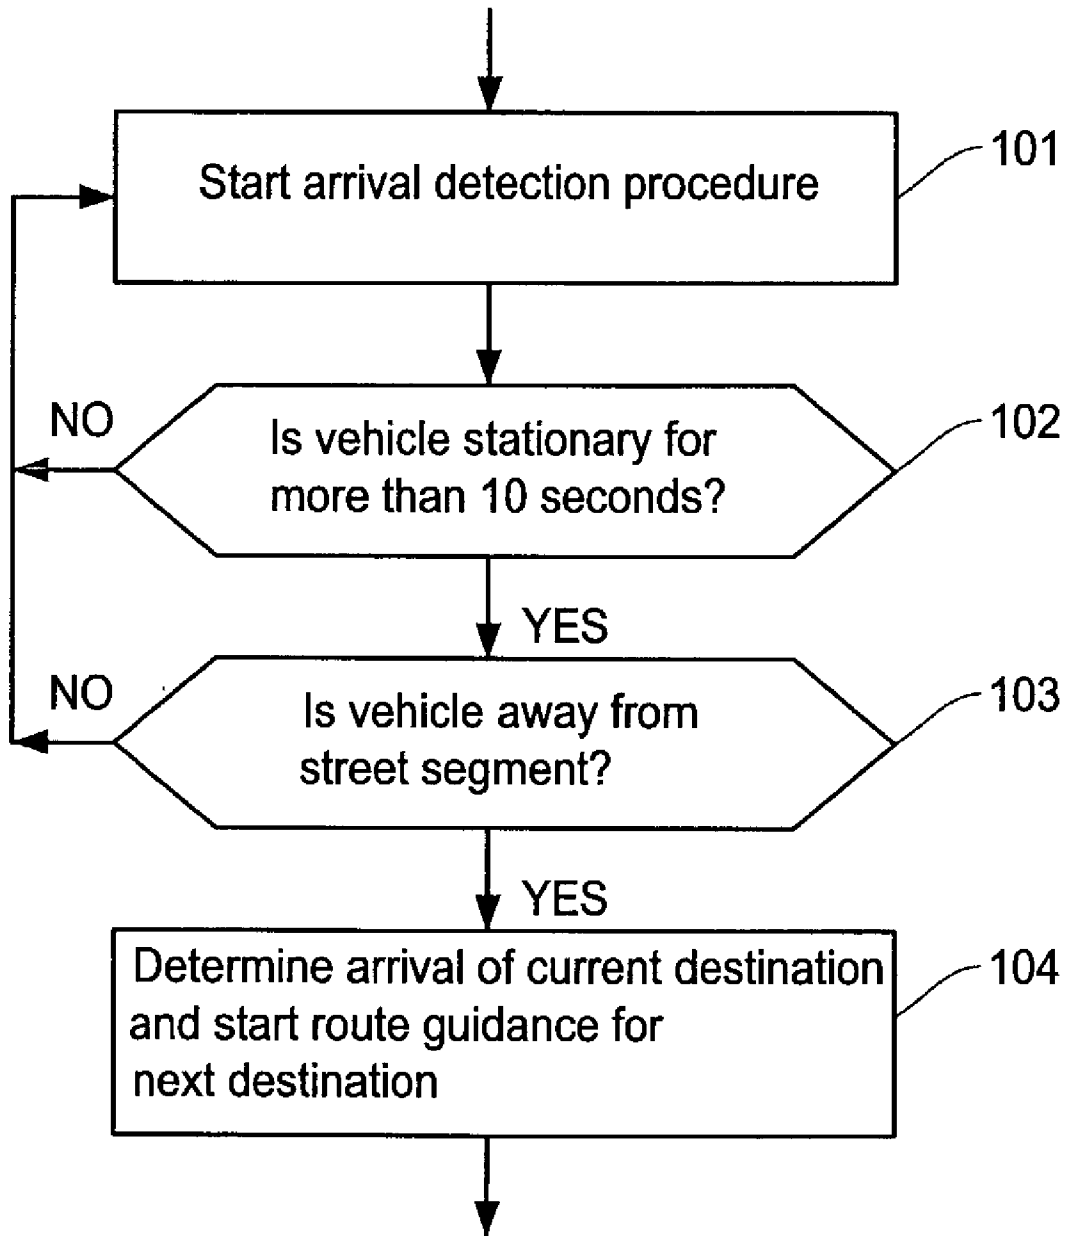 Start arrival detection procedure
101
NO
Is vehicle stationary for
more than 10 seconds?
102
YES
NO
Is vehicle away from
street segment?
103
YES
Determine arrival of current destination
and start route guidance for
next destination
104